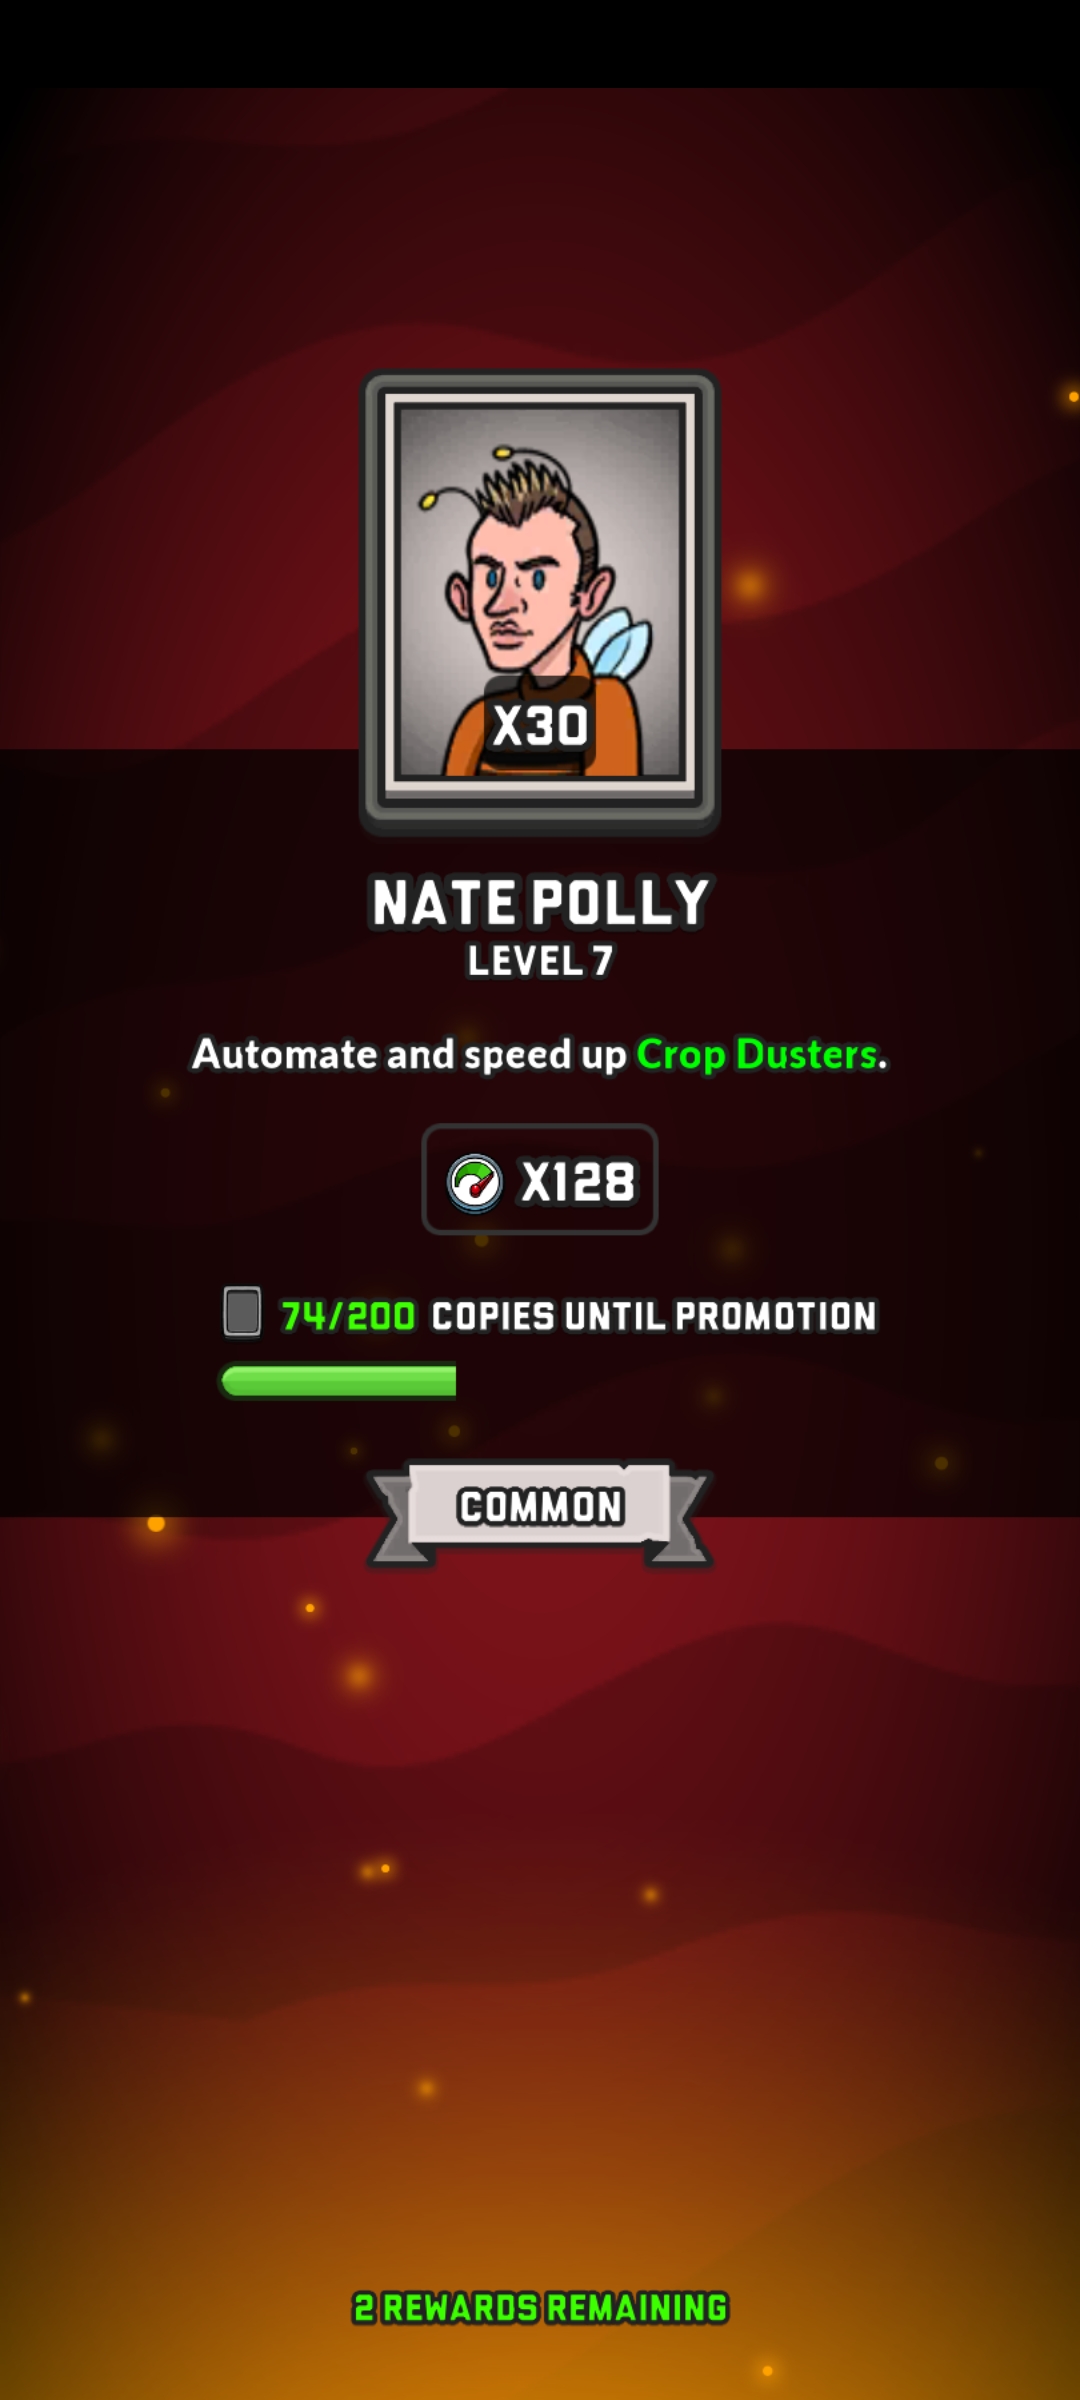 X30
NATE POLLY
LEVEL 7
Automate and speed up Crop Dusters.
X128
74/200 COPIES UNTIL PROMOTION
COMMON
2 REWARDS REMAINING